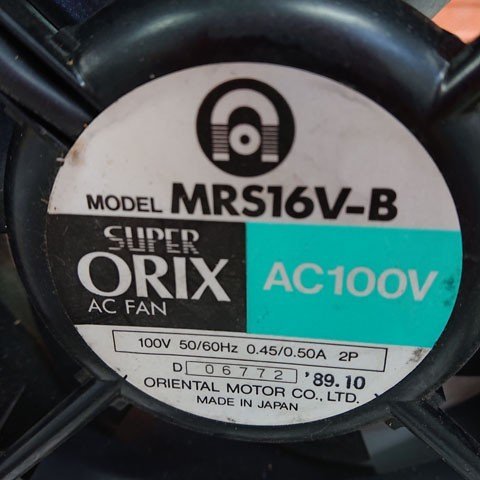 MODEL MRS16V-B
SUPER
ORIX
AC FAN
AC100V
100V 50/60Hz 0.45/0.50A 2P
D 06772 '89.10
ORIENTAL MOTOR CO., LTD.
MADE IN JAPAN